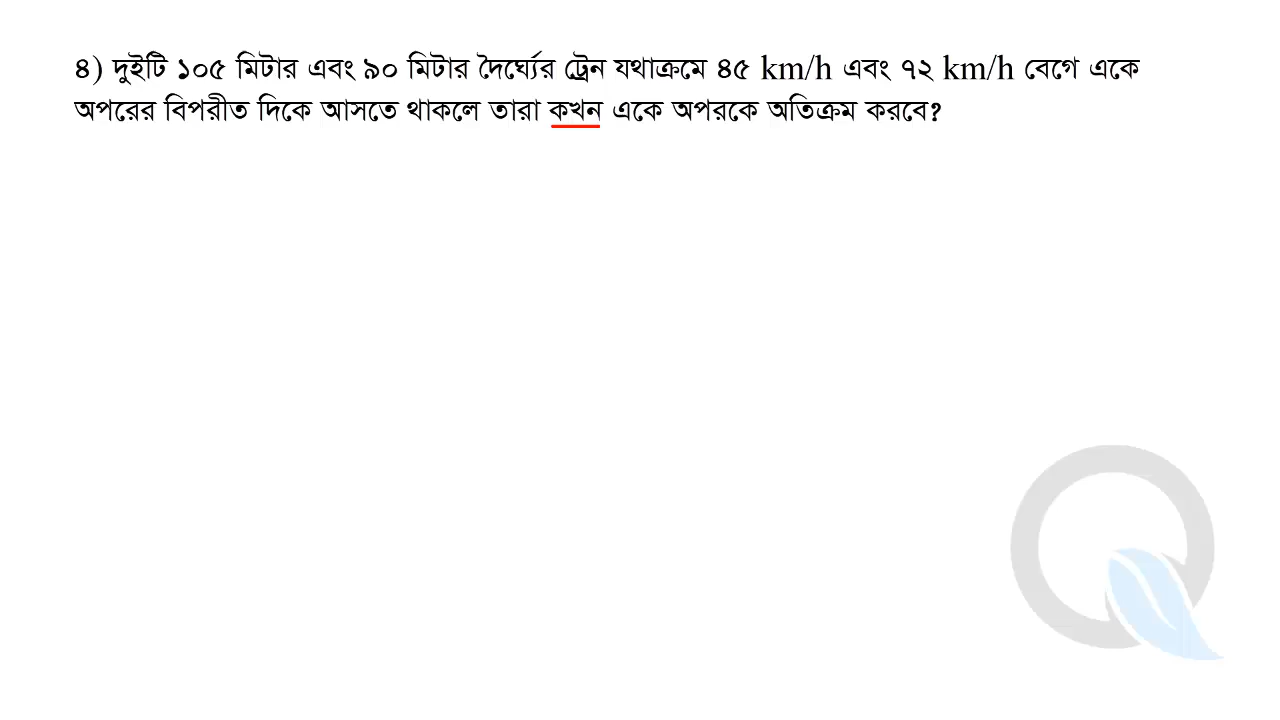 ৪) দুইটি ১০৫ মিটার এবং ৯০ মিটার দৈর্ঘ্যের ট্রেন যথাক্রমে ৪৫ km/h এবং ৭২ km/h বেগে একে
অপরের বিপরীত দিকে আসতে থাকলে তারা কখন একে অপরকে অতিক্রম করবে?